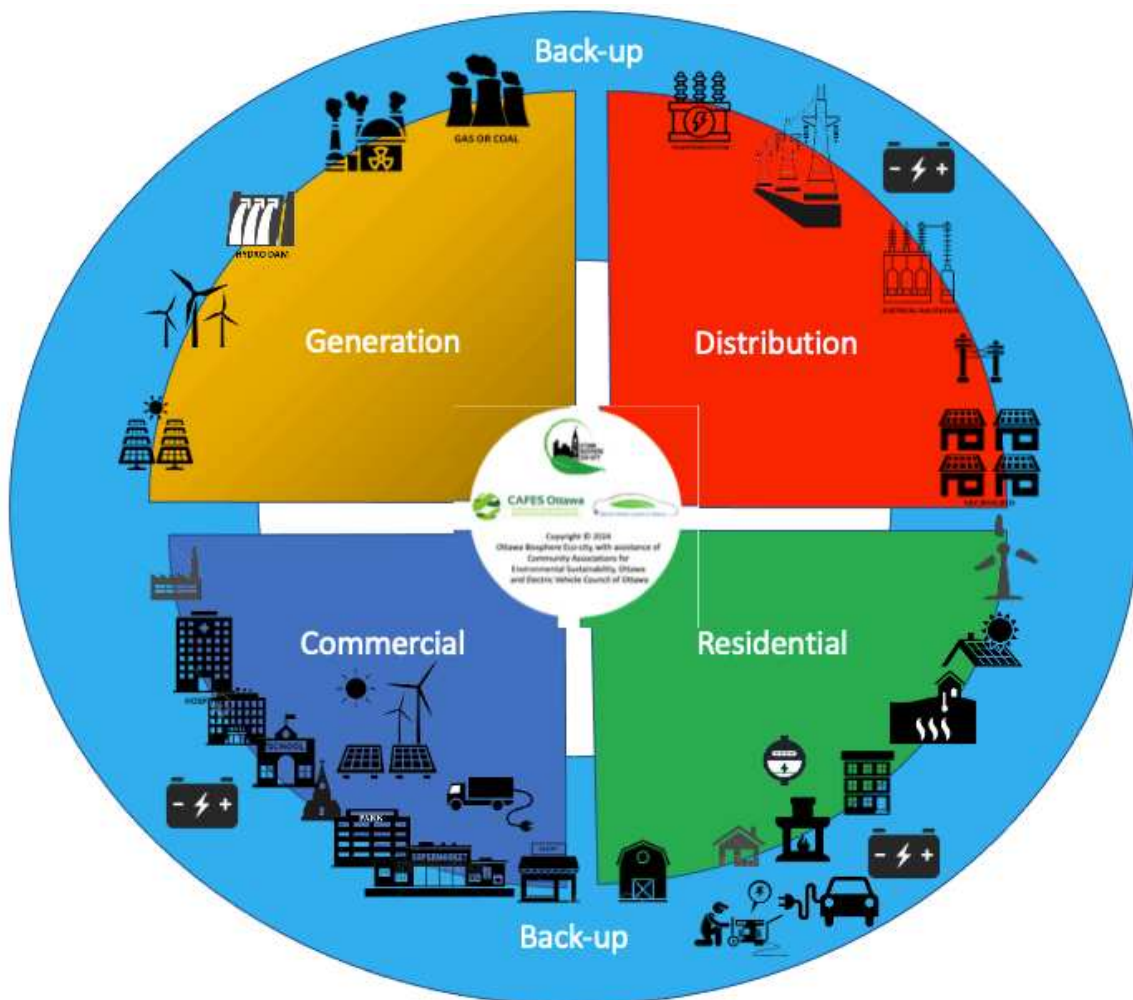 Back-up
GAS OR COAL
HYDRO DAM
Generation
Distribution
CAFES Ottawa
Copyright © 2024
Ottawa Biosphere Eco-city, with assistance of
Community Associations for
Environmental Sustainability, Ottawa
and Electric Vehicle Council of Ottawa
Commercial
Residential
SCHOOL
PARK
SUPERMARKET
Back-up